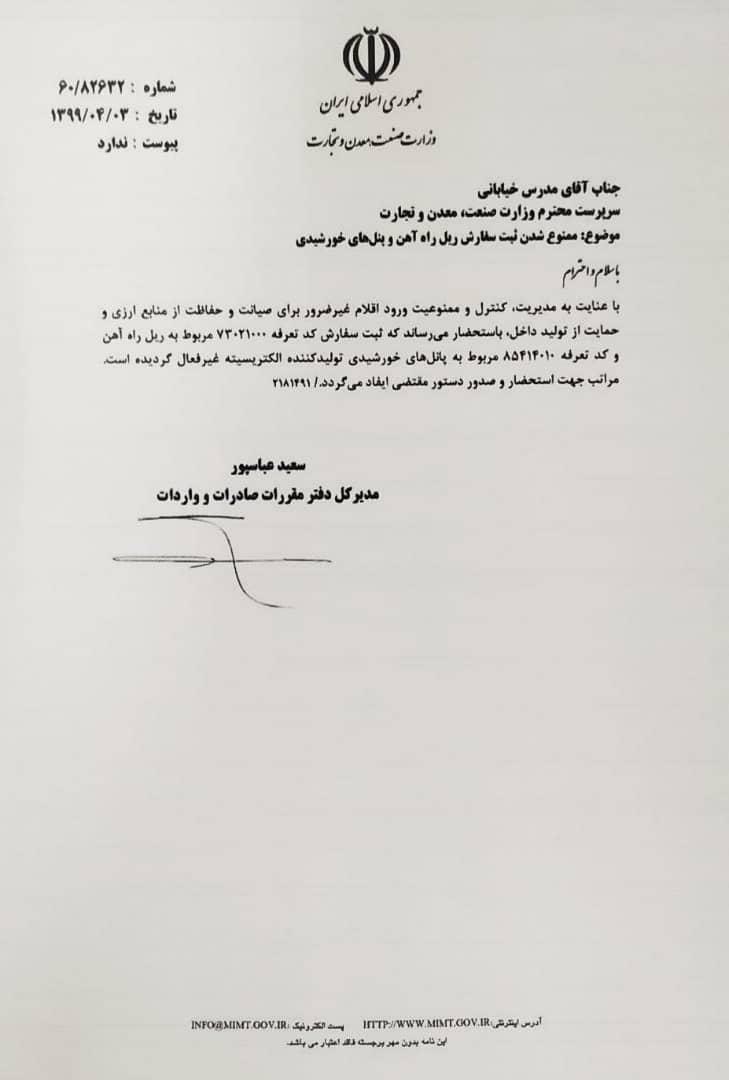 جمهوری اسلامی ایران
وزارت صنعت، معدن و تجارت
شماره : ۶۰/۸۲۶۳۲
تاریخ : ۱۳۹۹/۰۴/۰۳
پیوست : ندارد
جناب آقای مدرس خیابانی
سرپرست محترم وزارت صنعت، معدن و تجارت
موضوع: ممنوع شدن ثبت سفارش ریل راه آهن و پنل‌های خورشیدی
با سلام و احترام
با عنایت به مدیریت، کنترل و ممنوعیت ورود اقلام غیرضرور برای صیانت و حفاظت از منابع ارزی و
حمایت از تولید داخل، باستحضار می‌رساند که ثبت سفارش کد تعرفه ۷۳۰۲۱۰۰۰ مربوط به ریل راه آهن
و کد تعرفه ۸۵۴۱۴۰۱۰ مربوط به پانل‌های خورشیدی تولیدکننده الکتریسیته غیرفعال گردیده است.
مراتب جهت استحضار و صدور دستور مقتضی ایفاد می‌گردد./ ۲۱۸۱۴۹۱
سعید عباسپور
مدیرکل دفتر مقررات صادرات و واردات
آدرس اینترنتی:HTTP://WWW.MIMT.GOV.IR پست الکترونیک :INFO@MIMT.GOV.IR
این نامه بدون مهر برجسته فاقد اعتبار می باشد.